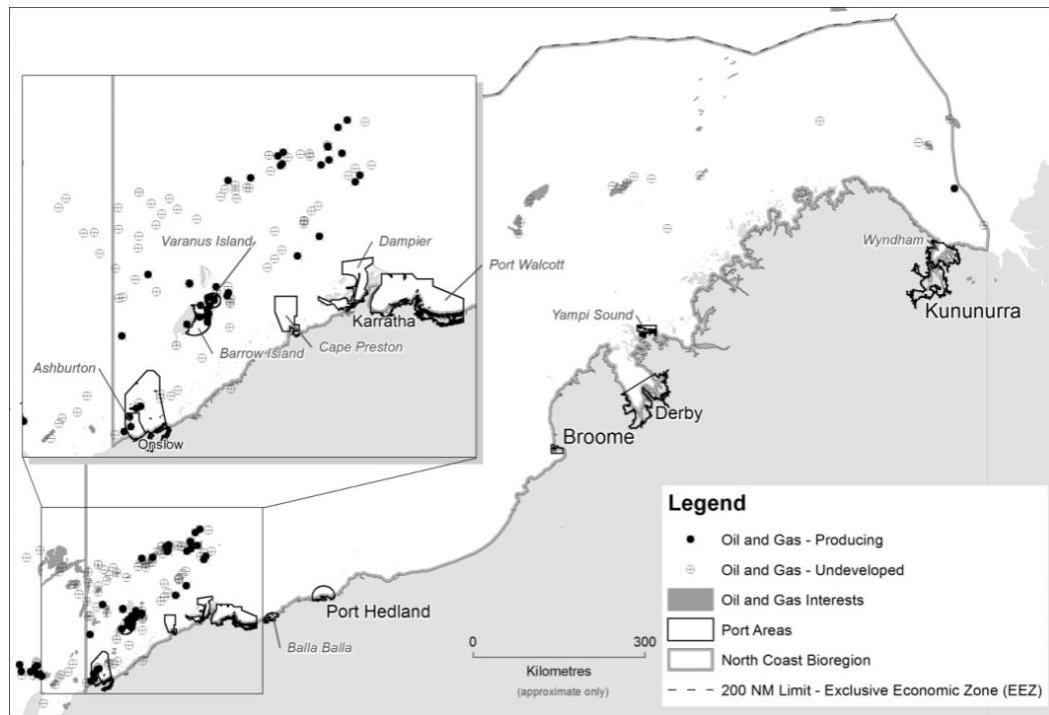 Varanus Island
Dampier
Port Walcott
Karratha
Cape Preston
Barrow Island
Ashburton
Onslow
Wyndham
Kununurra
Yampi Sound
Derby
Broome
Port Hedland
Balla Balla
0
300
Kilometres
(approximate only)
Legend
Oil and Gas - Producing
Oil and Gas - Undeveloped
Oil and Gas Interests
Port Areas
North Coast Bioregion
200 NM Limit - Exclusive Economic Zone (EEZ)